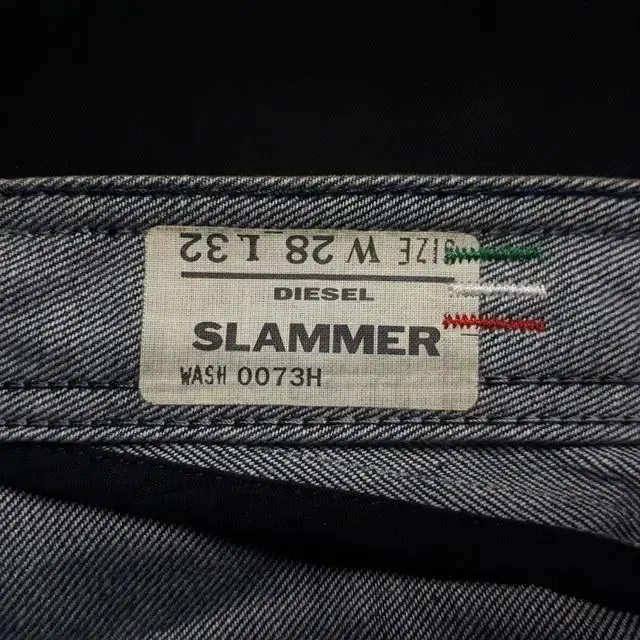 SIZE W 28 L 32
DIESEL
SLAMMER
WASH 0073H